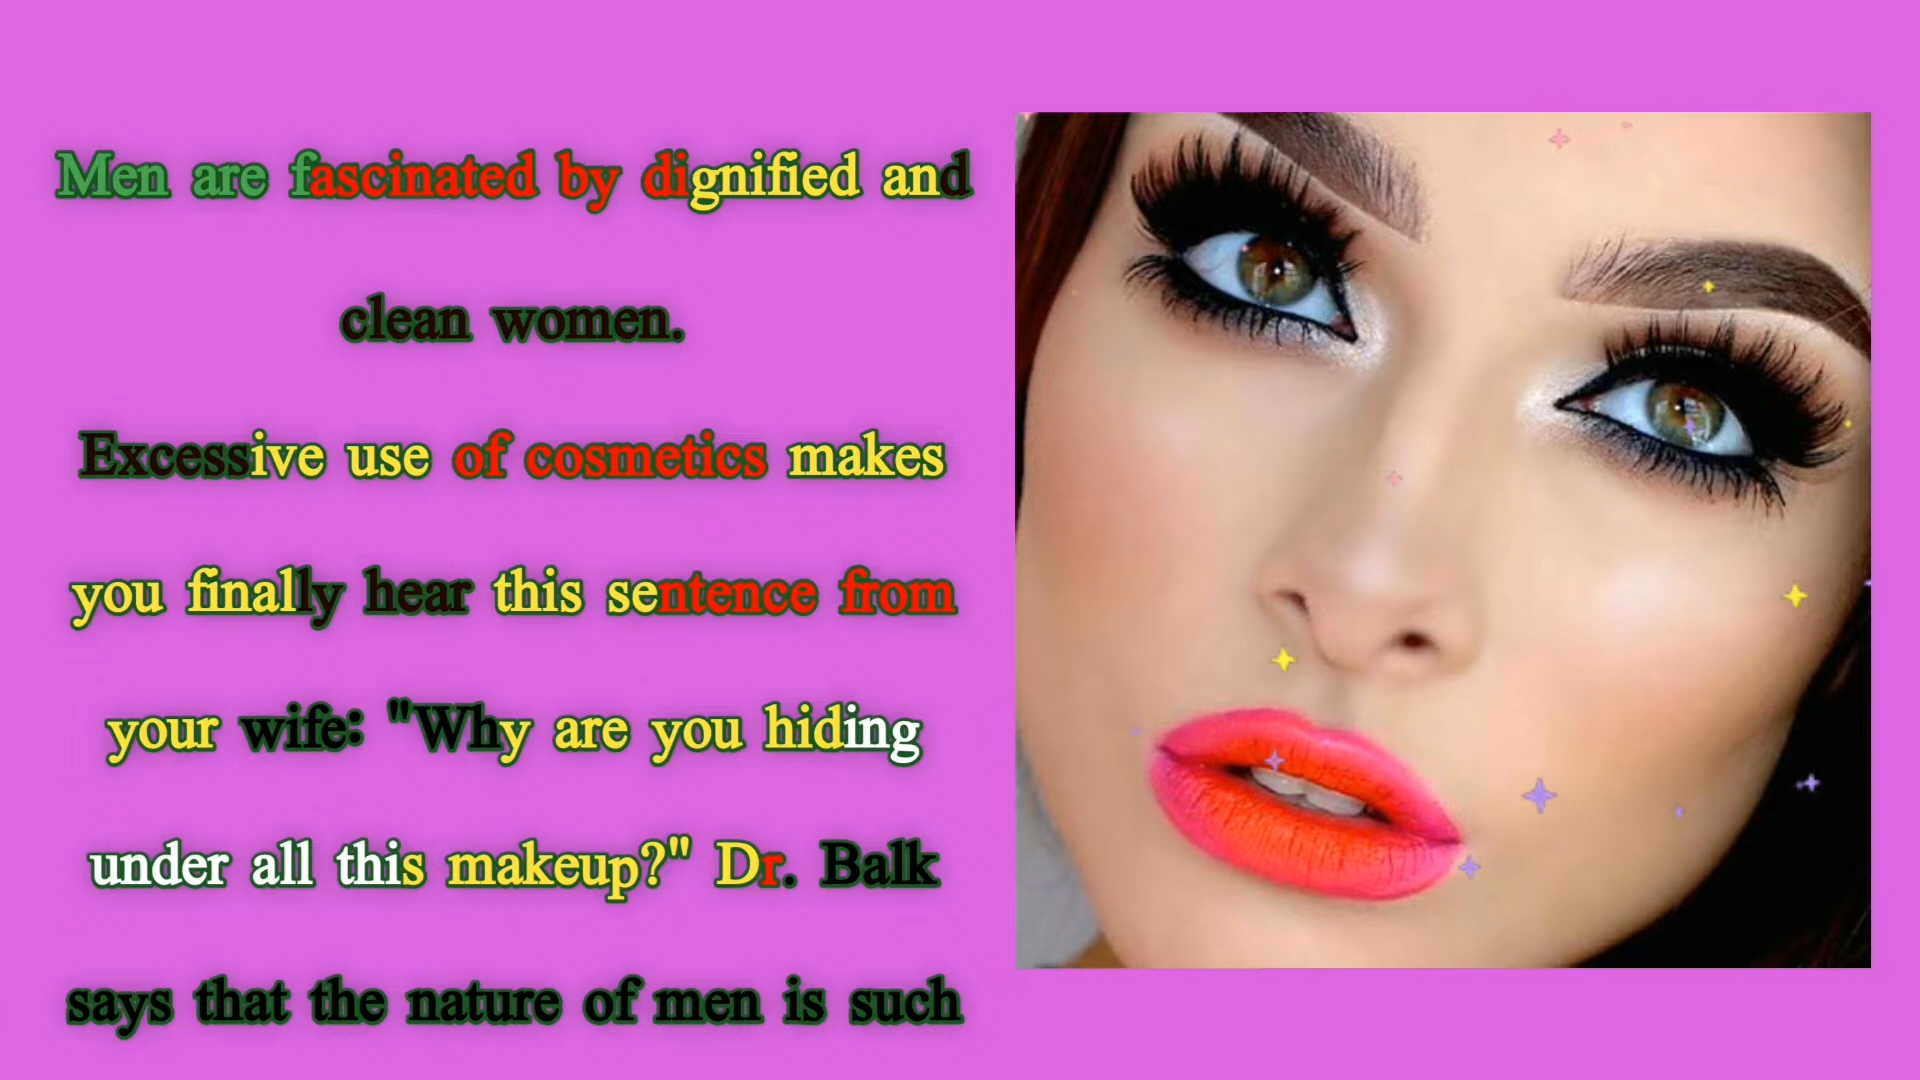 Men are fascinated by dignified and
clean women.
Excessive use of cosmetics makes
you finally hear this sentence from
your wife: "Why are you hiding
under all this makeup?" Dr. Balk
says that the nature of men is such